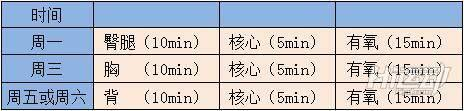 时间
周一 臀腿（10min） 核心（5min） 有氧（15min）
周三 胸 （10min） 核心（5min） 有氧（15min）
周五或周六 背 （10min） 核心（5min） 有氧（15min）